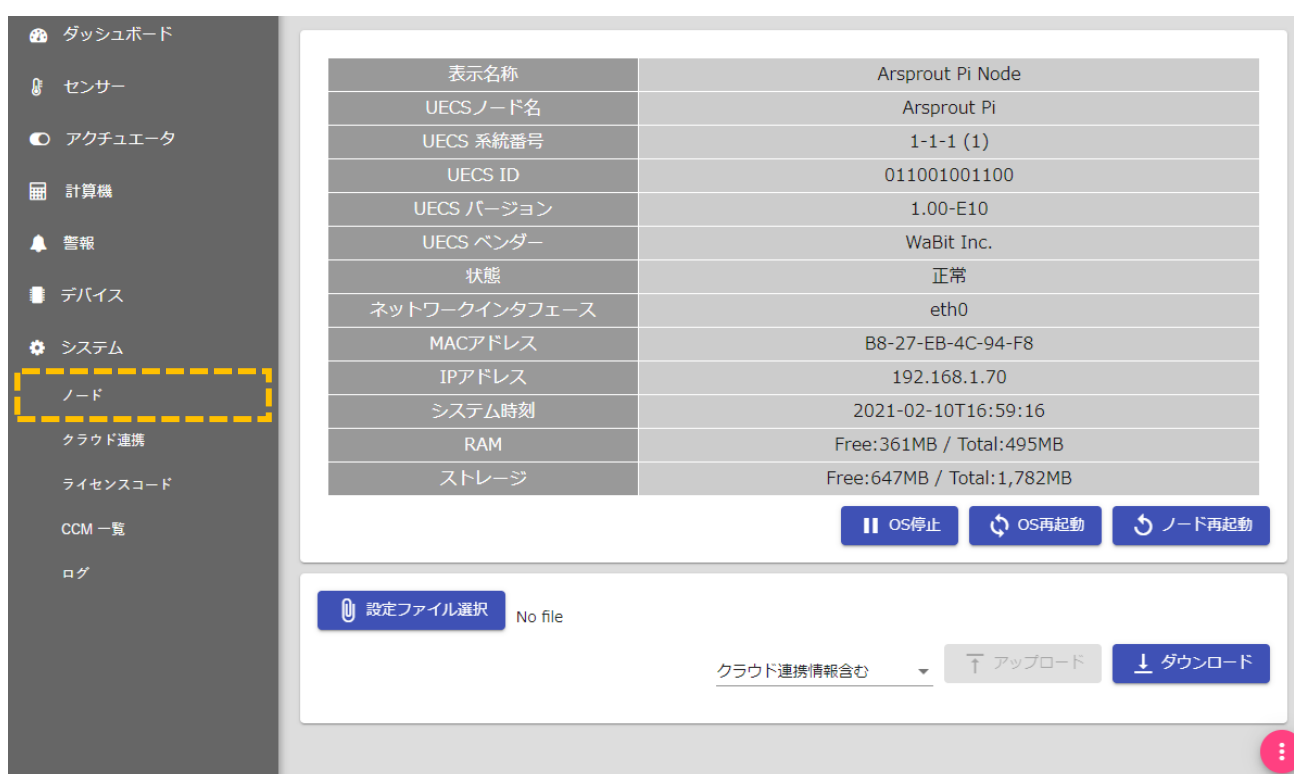 ダッシュボード
センサー
アクチュエータ
計算機
警報
デバイス
システム
ノード
クラウド連携
ライセンスコード
CCM 一覧
ログ
表示名称 Arsprout Pi Node
UECSノード名 Arsprout Pi
UECS 系統番号 1-1-1 (1)
UECS ID 011001001100
UECS バージョン 1.00-E10
UECS ベンダー WaBit Inc.
状態 正常
ネットワークインタフェース eth0
MACアドレス B8-27-EB-4C-94-F8
IPアドレス 192.168.1.70
システム時刻 2021-02-10T16:59:16
RAM Free:361MB / Total:495MB
ストレージ Free:647MB / Total:1,782MB
OS停止 OS再起動 ノード再起動
設定ファイル選択 No file
クラウド連携情報含む アップロード ダウンロード